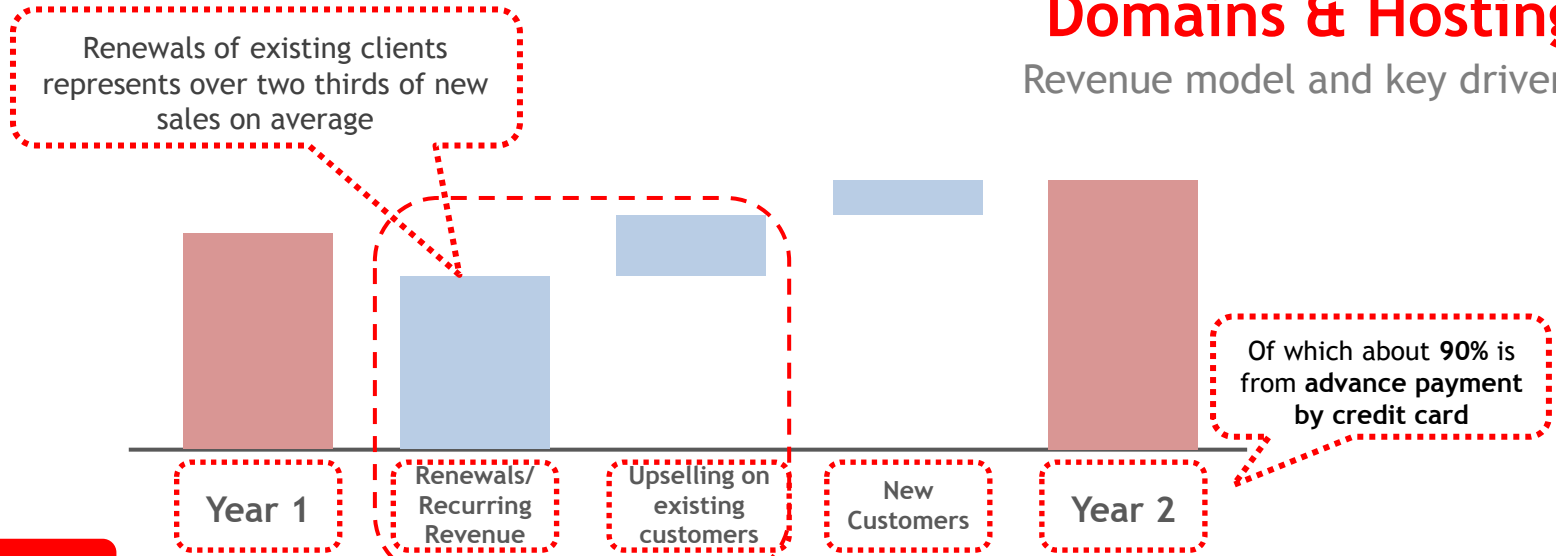 Domains & Hosting
Revenue model and key driver
Renewals of existing clients
represents over two thirds of new
sales on average
Of which about 90% is
from advance payment
by credit card
Year 1
Renewals/
Recurring
Revenue
Upselling on
existing
customers
New
Customers
Year 2